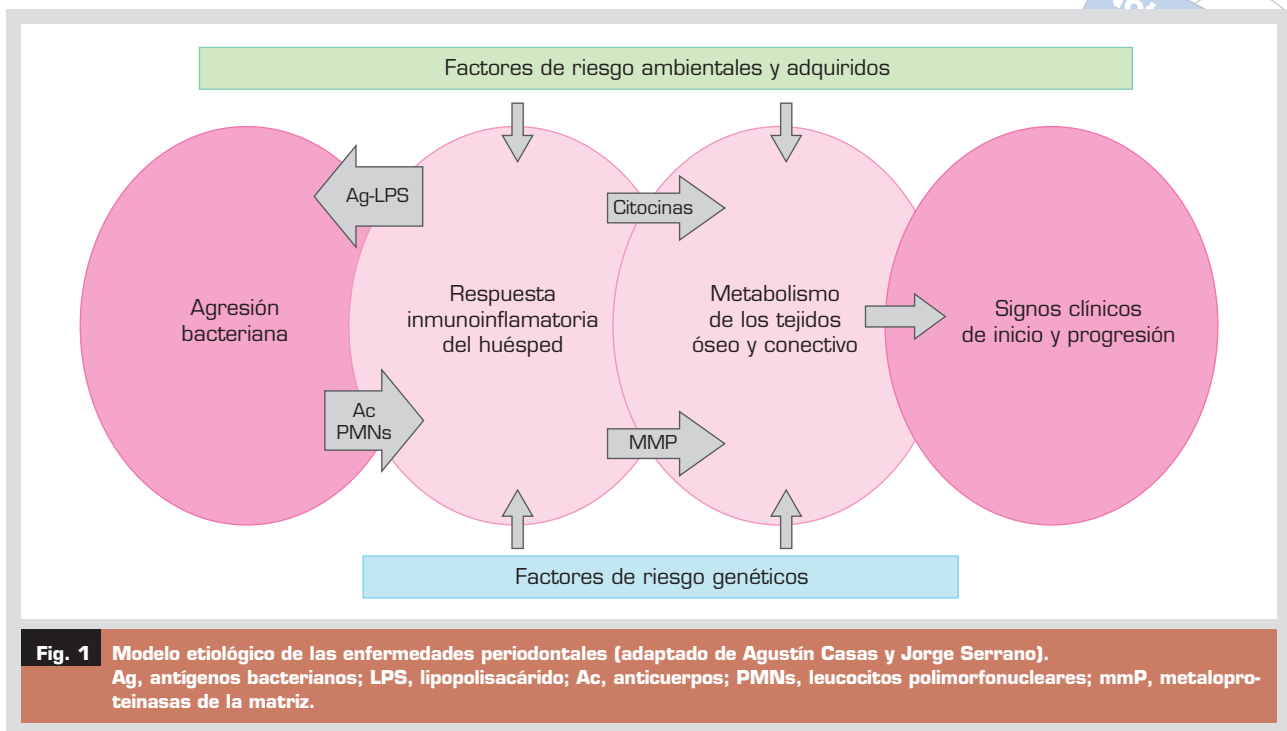 Factores de riesgo ambientales y adquiridos
Ag-LPS
Citocinas
Agresión
bacteriana
Respuesta
inmunoinflamatoria
del huésped
Metabolismo
de los tejidos
óseo y conectivo
Signos clínicos
de inicio y progresión
Ac
PMNs
MMP
Factores de riesgo genéticos
Fig. 1 Modelo etiológico de las enfermedades periodontales (adaptado de Agustín Casas y Jorge Serrano).
Ag, antígenos bacterianos; LPS, lipopolisacárido; Ac, anticuerpos; PMNs, leucocitos polimorfonucleares; mmP, metalopro-
teinasas de la matriz.